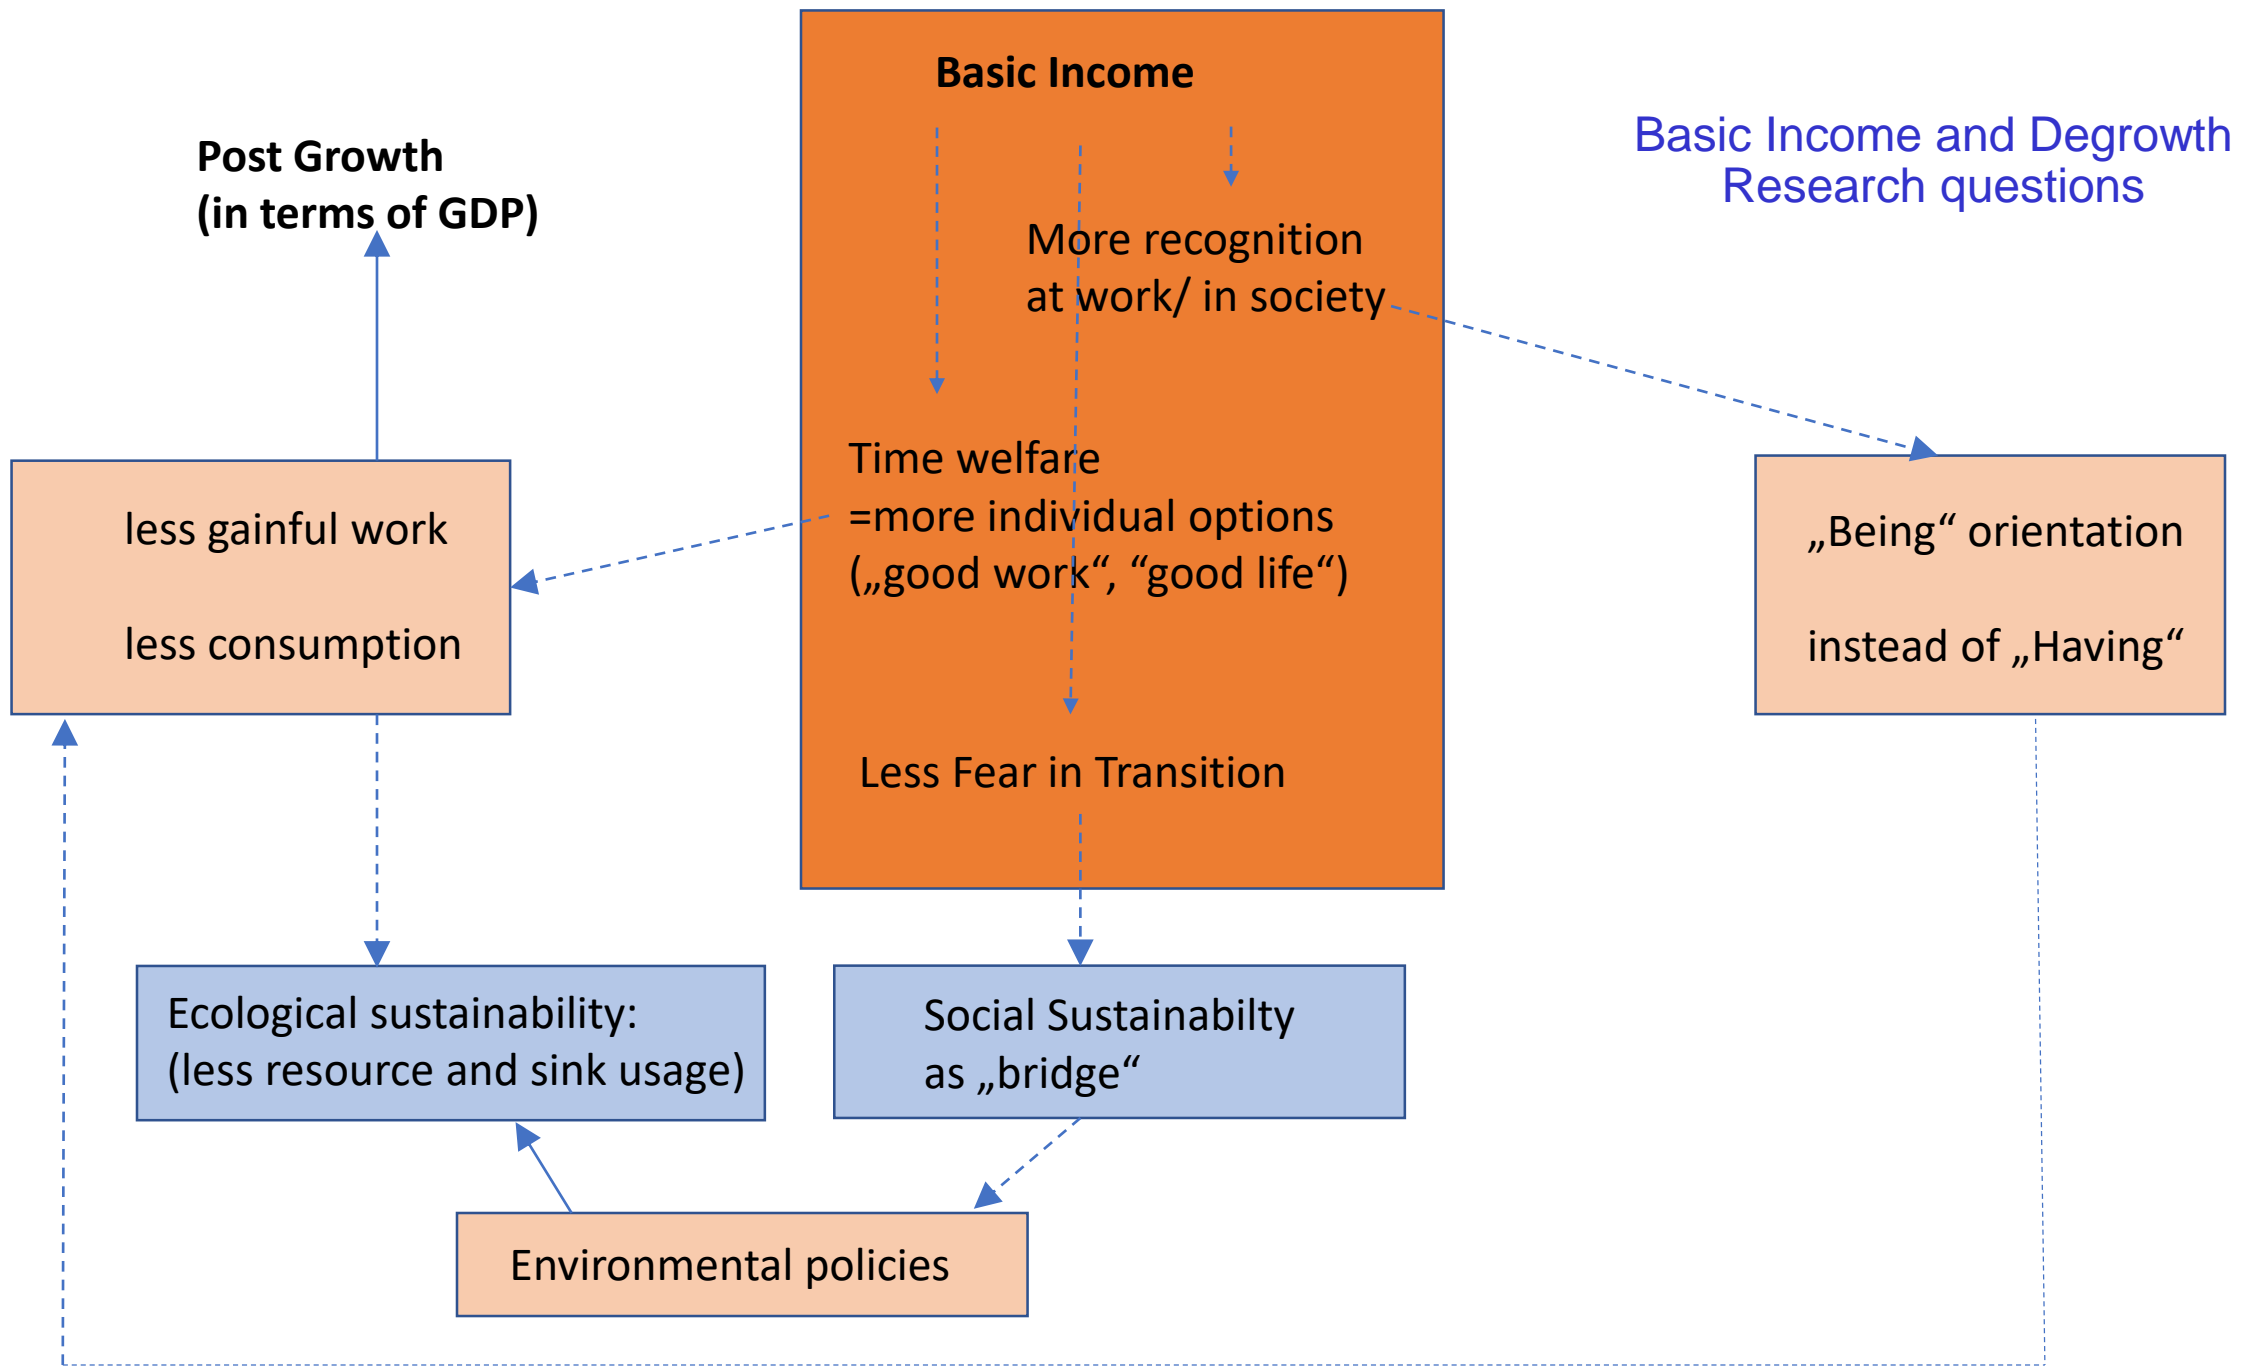 Basic Income
Basic Income and Degrowth
Research questions
Post Growth
(in terms of GDP)
More recognition
at work/ in society
Time welfare
=more individual options
(„good work“, “good life“)
less gainful work
less consumption
„Being“ orientation
instead of „Having“
Less Fear in Transition
Ecological sustainability:
(less resource and sink usage)
Social Sustainabilty
as „bridge“
Environmental policies